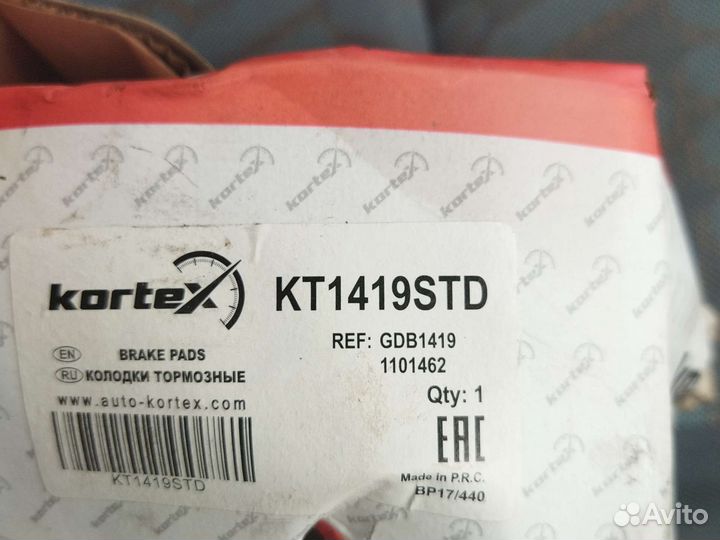 kortex
KT1419STD
REF: GDB1419
1101462
EN BRAKE PADS
RU КОЛОДКИ ТОРМОЗНЫЕ
www.auto-kortex.com
Qty: 1
EAC
KT1419STD
Made in P.R.C.
BP17/440
Avito